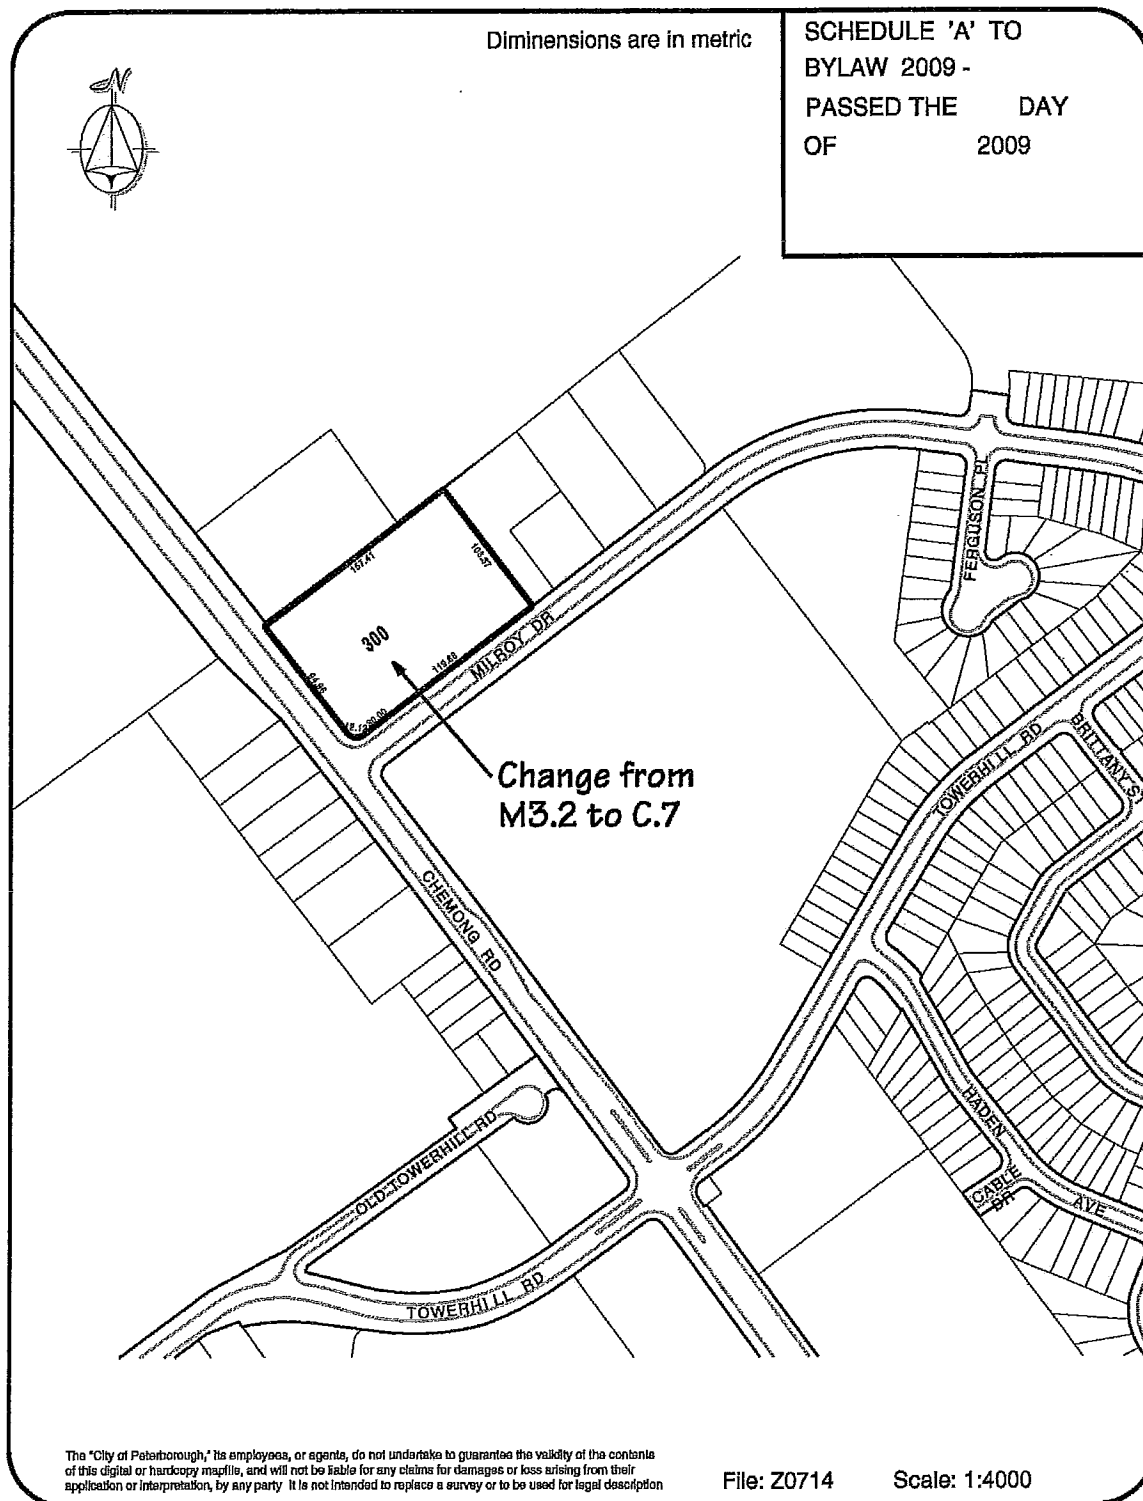 Diminensions are in metric
SCHEDULE 'A' TO
BYLAW 2009 -
PASSED THE DAY
OF 2009
N
157.41
105.57
300
MILROY DR
FERGUSON PL
Change from
M3.2 to C.7
TOWERHILL RD
BRITTANY S
CHEMONG RD
HADEN AVE
CABLE DR
OLD TOWERHILL RD
TOWERHILL RD
The "City of Peterborough," its employees, or agents, do not undertake to guarantee the validity of the contents
of this digital or hardcopy mapfile, and will not be liable for any claims for damages or loss arising from their
application or interpretation, by any party It is not intended to replace a survey or to be used for legal description
File: Z0714 Scale: 1:4000